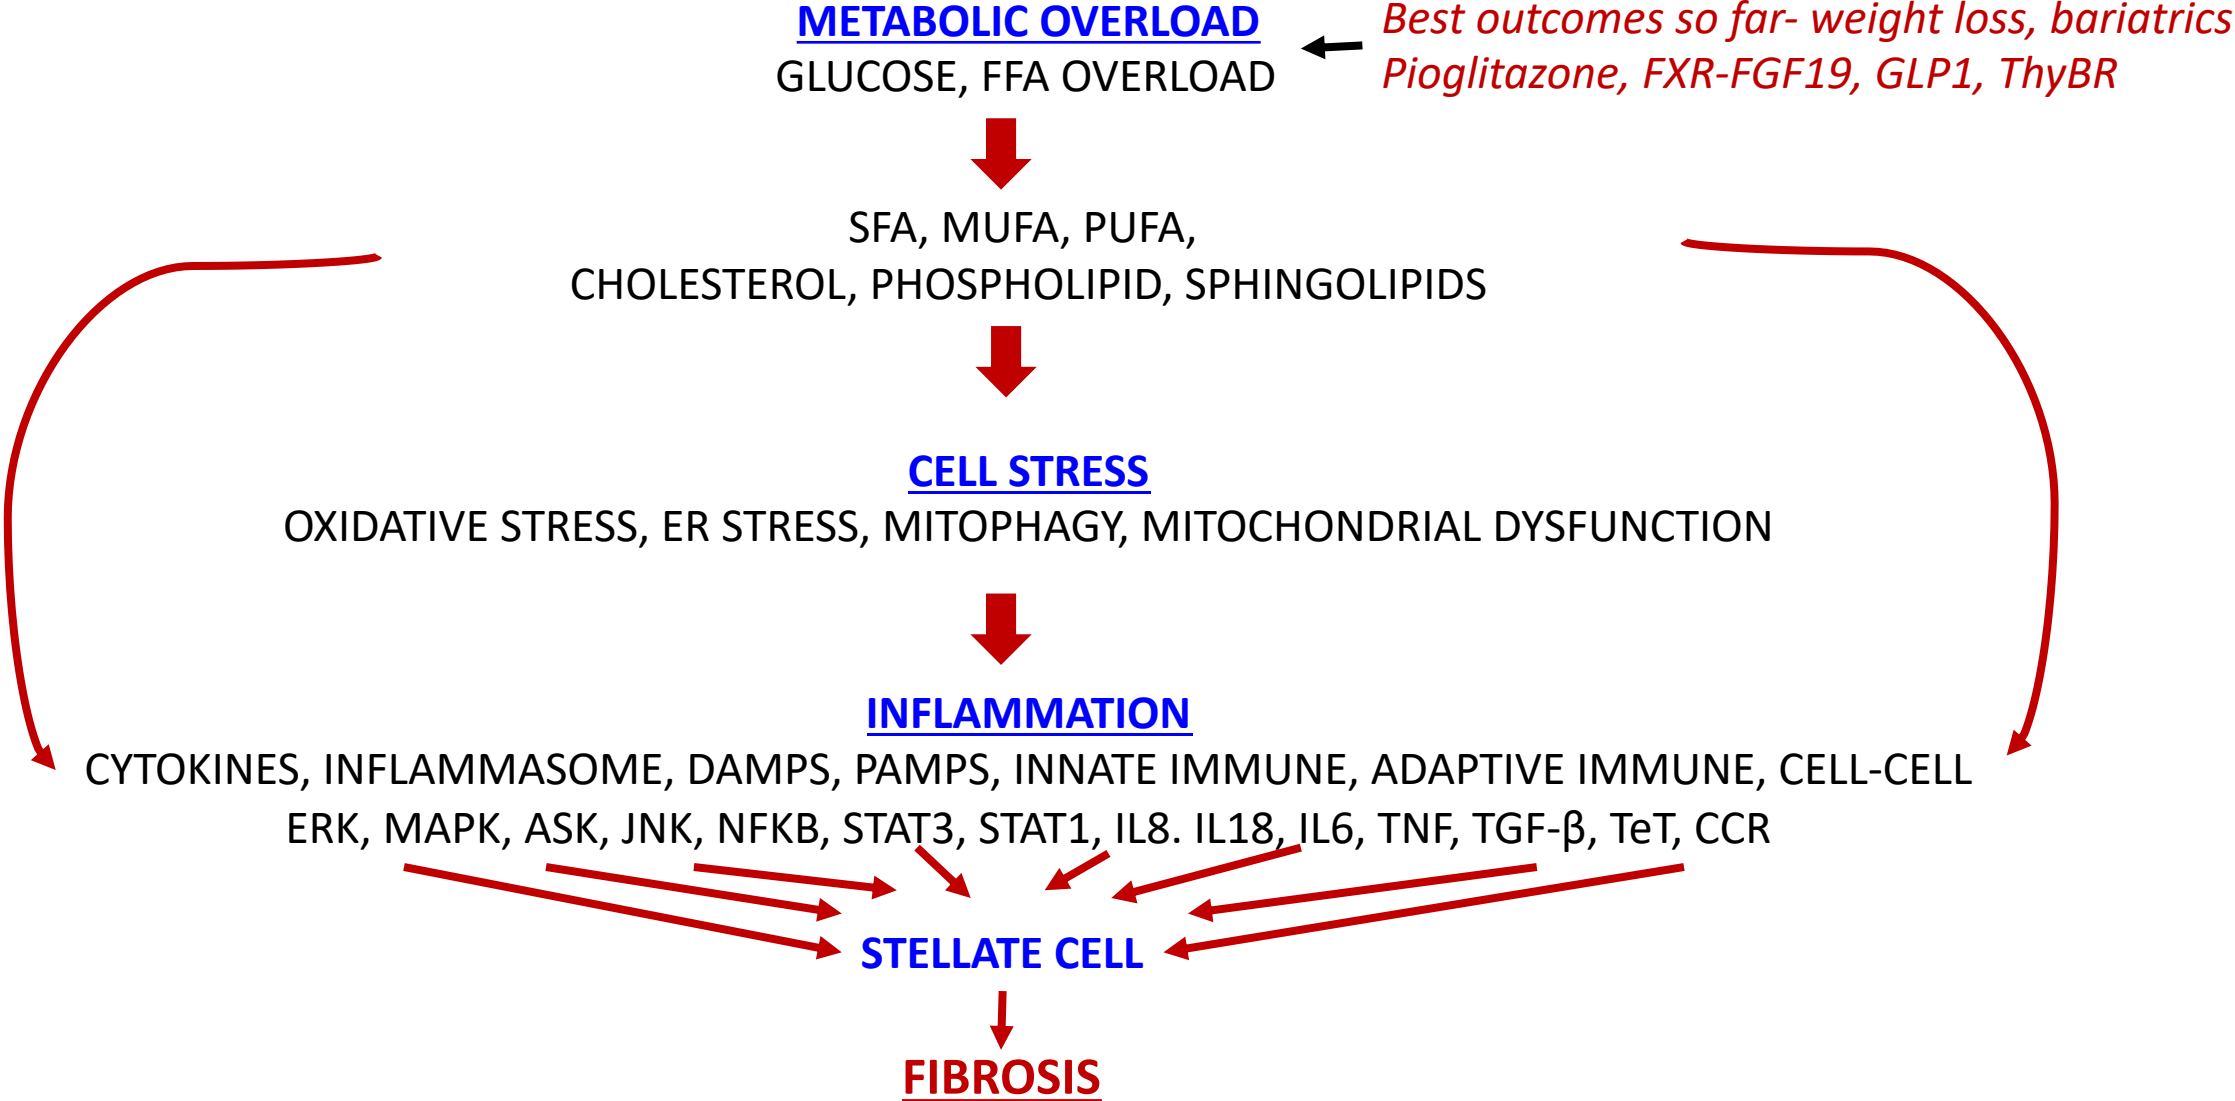 METABOLIC OVERLOAD
GLUCOSE, FFA OVERLOAD
Best outcomes so far- weight loss, bariatrics
Pioglitazone, FXR-FGF19, GLP1, ThyBR
SFA, MUFA, PUFA,
CHOLESTEROL, PHOSPHOLIPID, SPHINGOLIPIDS
CELL STRESS
OXIDATIVE STRESS, ER STRESS, MITOPHAGY, MITOCHONDRIAL DYSFUNCTION
INFLAMMATION
CYTOKINES, INFLAMMASOME, DAMPS, PAMPS, INNATE IMMUNE, ADAPTIVE IMMUNE, CELL-CELL
ERK, MAPK, ASK, JNK, NFKB, STAT3, STAT1, IL8. IL18, IL6, TNF, TGF-β, TeT, CCR
STELLATE CELL
FIBROSIS